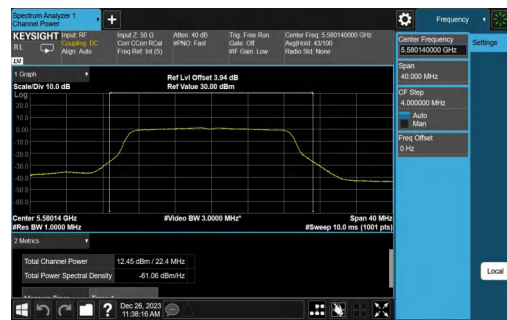 Spectrum Analyzer 1
Channel Power
Frequency
KEYSIGHT
Input: RF
Input Z: 50 Ω
Atten: 40 dB
Trig: Free Run
Center Freq: 5.580140000 GHz
R L
Coupling: DC
Corr CCorr RCal
#PNO: Fast
Gate: Off
Avg|Hold: 43/100
Align: Auto
Freq Ref: Int (S)
#IF Gain: Low
Radio Std: None
LVI
Center Frequency
5.580140000 GHz
Settings
Span
40.000 MHz
CF Step
4.000000 MHz
Auto
Man
Freq Offset
0 Hz
1 Graph
Ref Lvl Offset 3.94 dB
Scale/Div 10.0 dB
Ref Value 30.00 dBm
Log
20.0
10.0
0.00
-10.0
-20.0
-30.0
-40.0
-50.0
-60.0
Center 5.58014 GHz
#Video BW 3.0000 MHz*
Span 40 MHz
#Res BW 1.0000 MHz
#Sweep 10.0 ms (1001 pts)
2 Metrics
Total Channel Power
12.45 dBm / 22.4 MHz
Total Power Spectral Density
-61.06 dBm/Hz
Local
?
Dec 26, 2023
11:38:16 AM